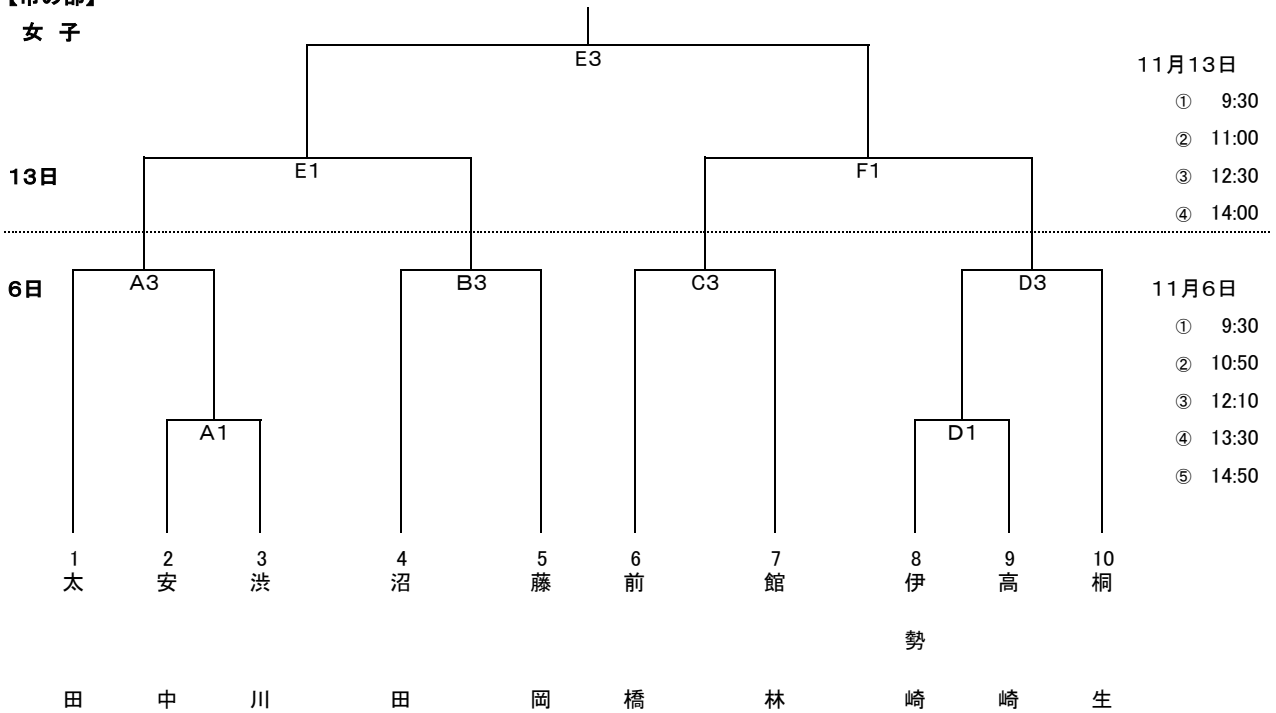 【市の部】
女 子
E3
11月13日
① 9:30
② 11:00
③ 12:30
④ 14:00
13日
E1
F1
6日
A3
B3
C3
D3
11月6日
① 9:30
② 10:50
③ 12:10
④ 13:30
⑤ 14:50
A1
D1
1 2 3 4 5 6 7 8 9 10
太田
安中
渋川
沼田
藤岡
前橋
館林
伊勢崎
高崎
桐生